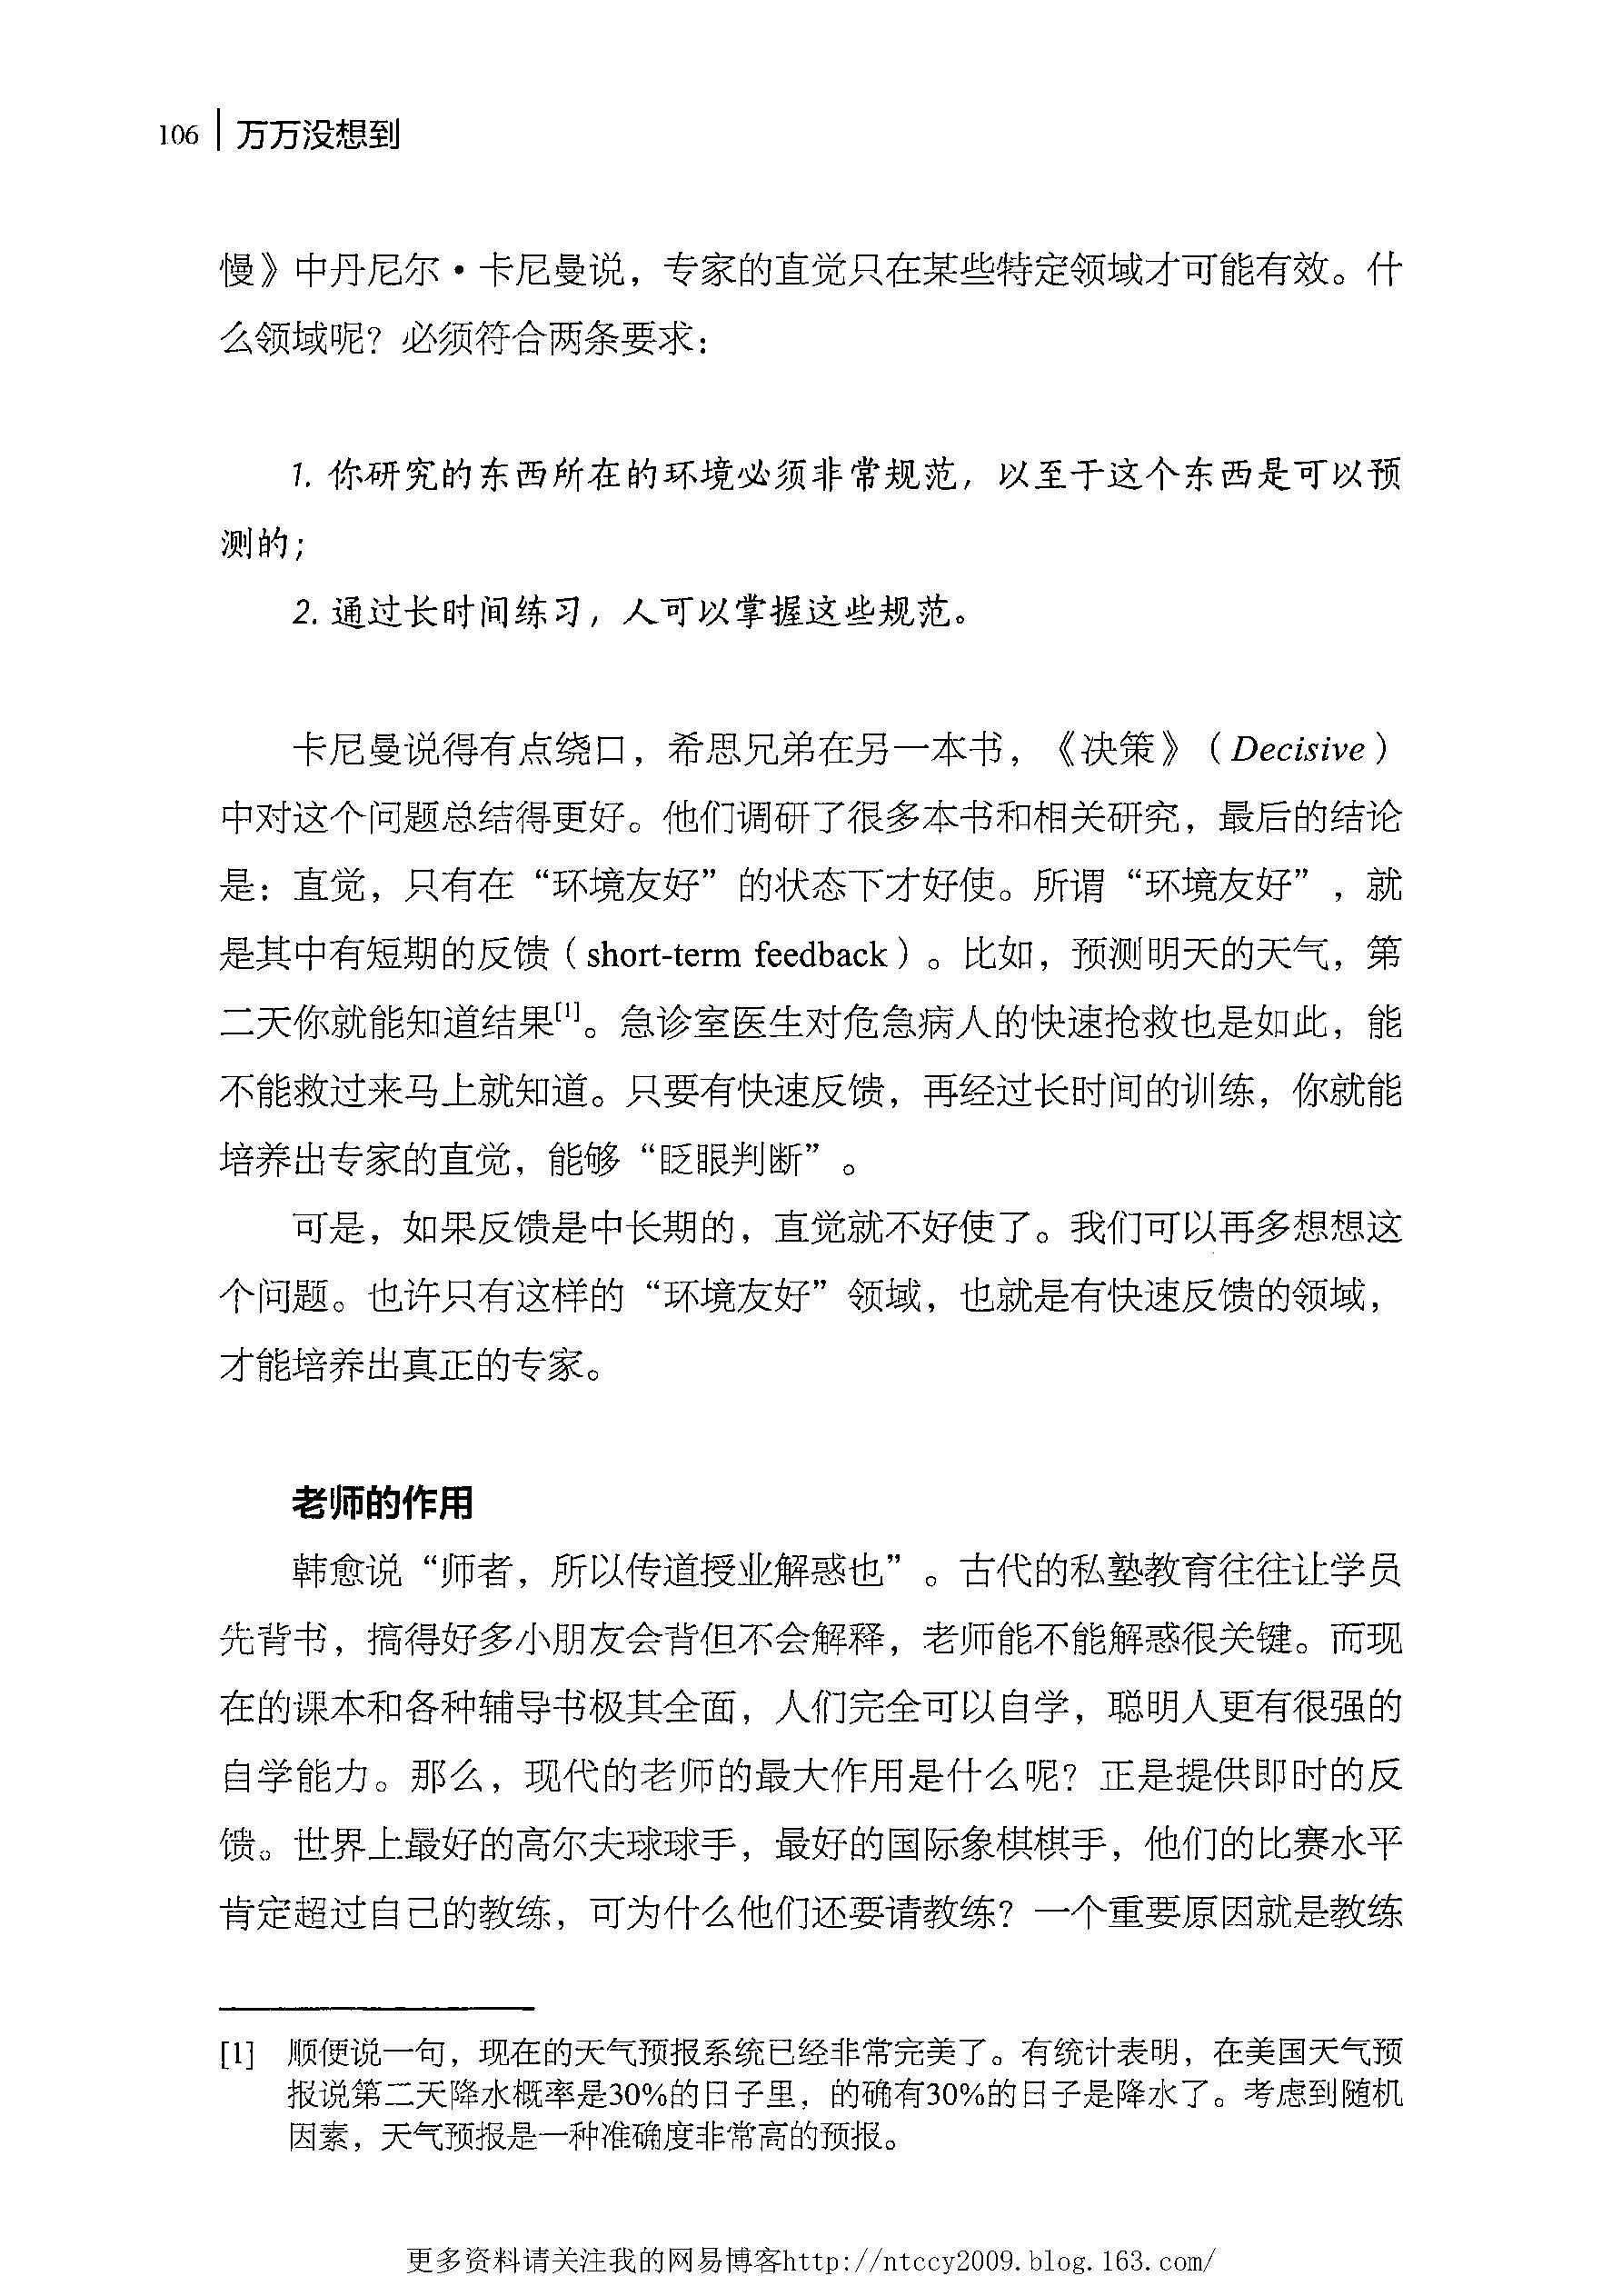 106 万万没想到
慢》中丹尼尔·卡尼曼说，专家的直觉只在某些特定领域才可能有效。什
么领域呢？必须符合两条要求：
1. 你研究的东西所在的环境必须非常规范，以至于这个东西是可以预
测的；
2. 通过长时间练习，人可以掌握这些规范。
卡尼曼说得有点绕口，希思兄弟在另一本书，《决策》（Decisive）
中对这个问题总结得更好。他们调研了很多本书和相关研究，最后的结论
是：直觉，只有在“环境友好”的状态下才好使。所谓“环境友好”，就
是其中有短期的反馈（short-term feedback）。比如，预测明天的天气，第
二天你就能知道结果[1]。急诊室医生对危急病人的快速抢救也是如此，能
不能救过来马上就知道。只要有快速反馈，再经过长时间的训练，你就能
培养出专家的直觉，能够“眨眼判断”。
可是，如果反馈是中长期的，直觉就不好使了。我们可以再多想想这
个问题。也许只有这样的“环境友好”领域，也就是有快速反馈的领域，
才能培养出真正的专家。
老师的作用
韩愈说“师者，所以传道授业解惑也”。古代的私塾教育往往让学员
先背书，搞得好多小朋友会背但不会解释，老师能不能解惑很关键。而现
在的课本和各种辅导书极其全面，人们完全可以自学，聪明人更有很强的
自学能力。那么，现代的老师的最大作用是什么呢？正是提供即时的反
馈。世界上最好的高尔夫球球手，最好的国际象棋棋手，他们的比赛水平
肯定超过自己的教练，可为什么他们还要请教练？一个重要原因就是教练
[1] 顺便说一句，现在的天气预报系统已经非常完美了。有统计表明，在美国天气预
报说第二天降水概率是30%的日子里，的确有30%的日子是降水了。考虑到随机
因素，天气预报是一种准确度非常高的预报。
更多资料请关注我的网易博客http://ntccy2009.blog.163.com/